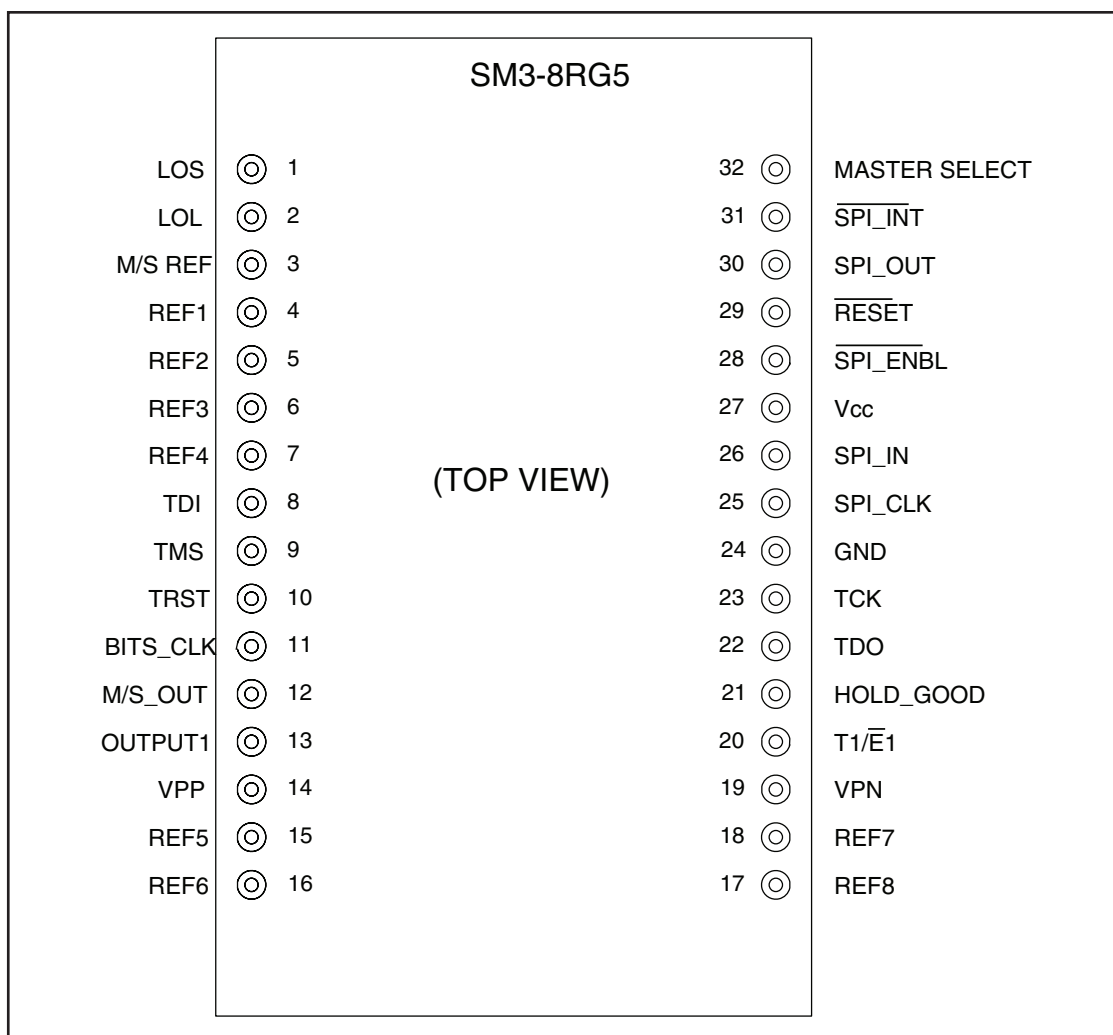 SM3-8RG5
LOS 1 32 MASTER SELECT
LOL 2 31 SPI_INT
M/S REF 3 30 SPI_OUT
REF1 4 29 RESET
REF2 5 28 SPI_ENBL
REF3 6 27 Vcc
REF4 7 26 SPI_IN
(TOP VIEW)
TDI 8 25 SPI_CLK
TMS 9 24 GND
TRST 10 23 TCK
BITS_CLK 11 22 TDO
M/S_OUT 12 21 HOLD_GOOD
OUTPUT1 13 20 T1/E̅1
VPP 14 19 VPN
REF5 15 18 REF7
REF6 16 17 REF8